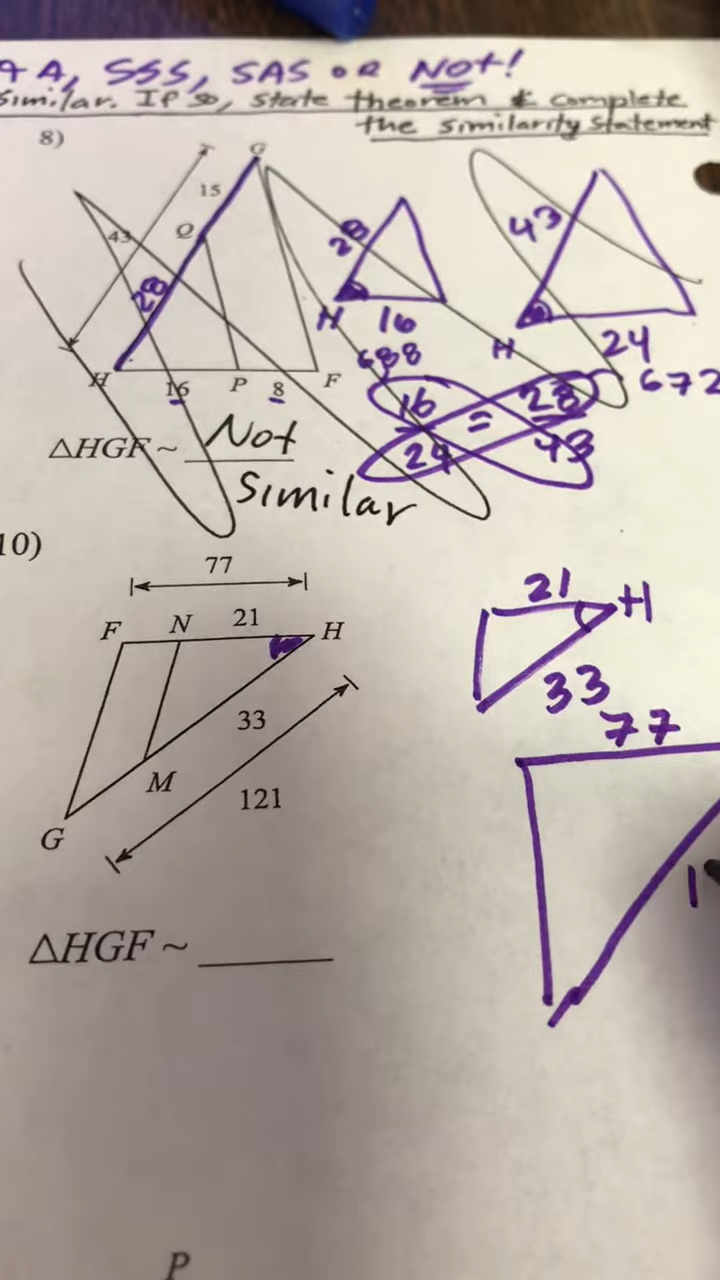 AA, SSS, SAS OR Not!
Similar. If so, state theorem & complete
the similarity statement
8)
G
15
Q
43
28
H
16
P
8
F
28
H
16
43
H
24
688
672
16 = 28
24 43
△HGF ~ Not
Similar
10)
77
F N 21 H
33
M
121
G
21
H
33
77
1
△HGF ~
P